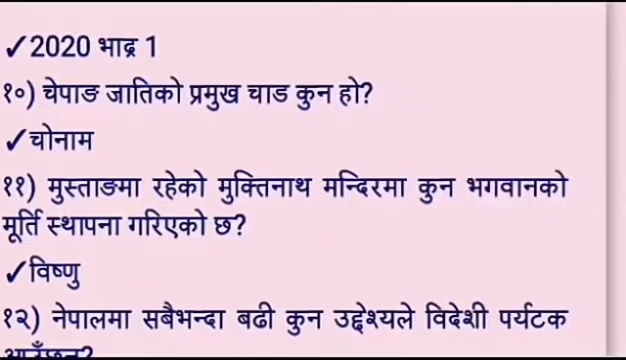 ✓2020 भाद्र 1
१०) चेपाङ जातिको प्रमुख चाड कुन हो?
✓चोनाम
११) मुस्ताङमा रहेको मुक्तिनाथ मन्दिरमा कुन भगवानको
मूर्ति स्थापना गरिएको छ?
✓विष्णु
१२) नेपालमा सबैभन्दा बढी कुन उद्देश्यले विदेशी पर्यटक